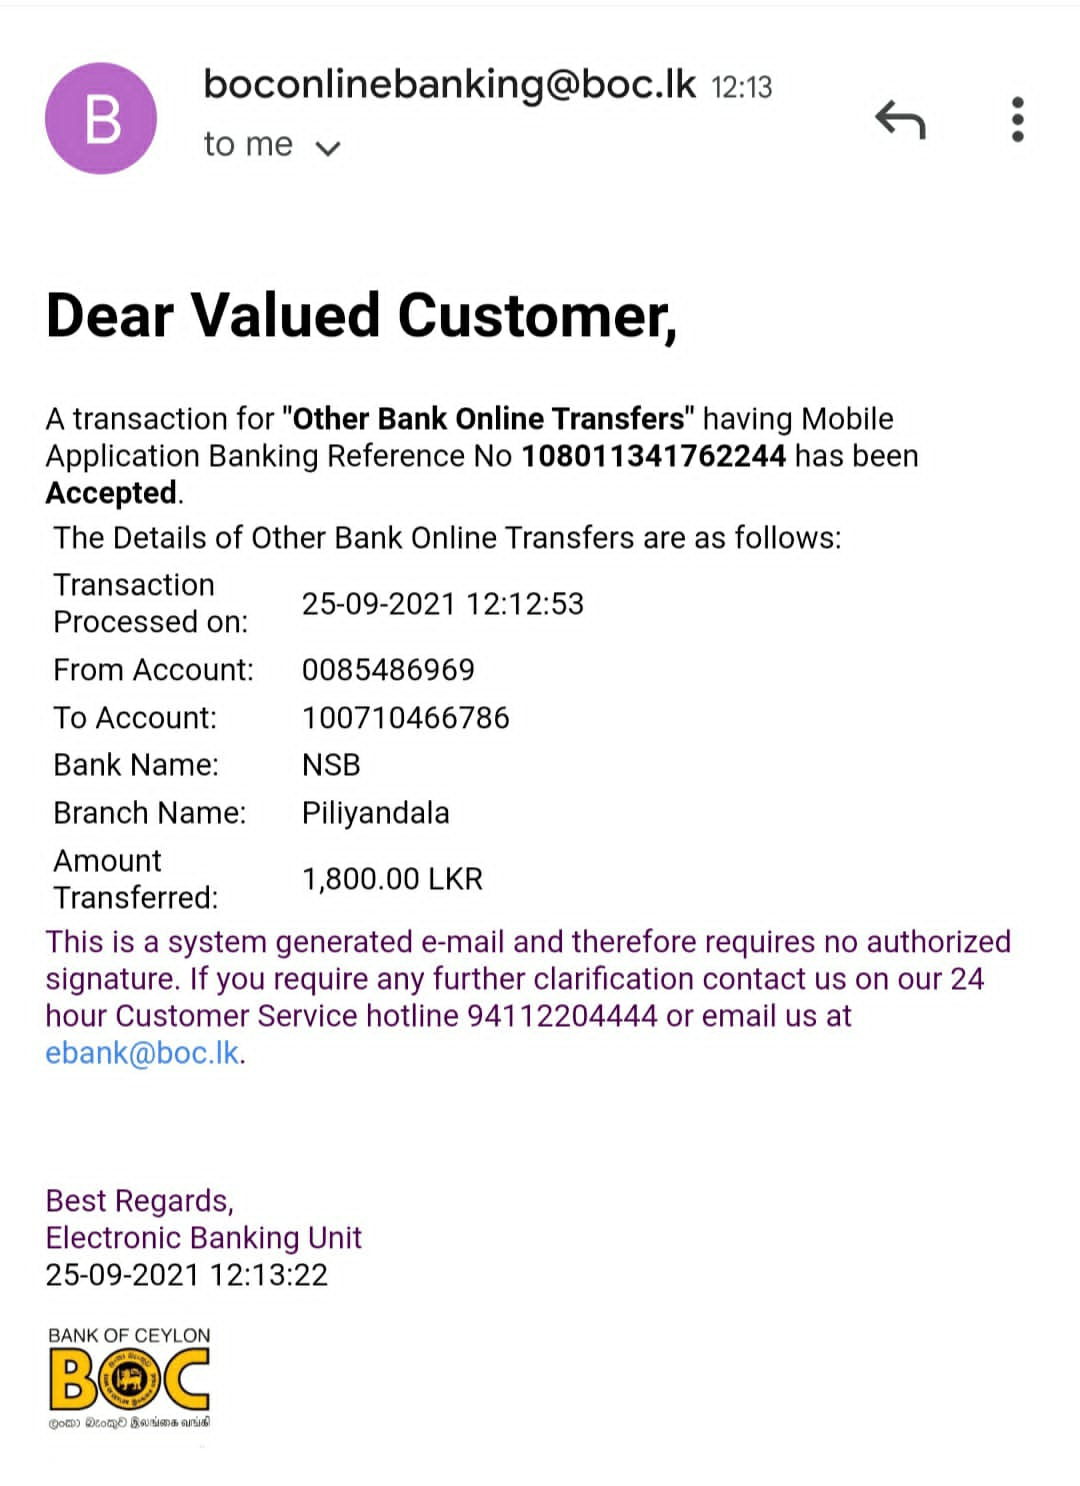 B
boconlinebanking@boc.lk 12:13
to me
Dear Valued Customer,
A transaction for "Other Bank Online Transfers" having Mobile
Application Banking Reference No 108011341762244 has been
Accepted.
The Details of Other Bank Online Transfers are as follows:
Transaction
Processed on: 25-09-2021 12:12:53
From Account: 0085486969
To Account: 100710466786
Bank Name: NSB
Branch Name: Piliyandala
Amount
Transferred: 1,800.00 LKR
This is a system generated e-mail and therefore requires no authorized
signature. If you require any further clarification contact us on our 24
hour Customer Service hotline 94112204444 or email us at
ebank@boc.lk.
Best Regards,
Electronic Banking Unit
25-09-2021 12:13:22
BANK OF CEYLON
BOC
ලංකා බැංකුව இலங்கை வங்கி